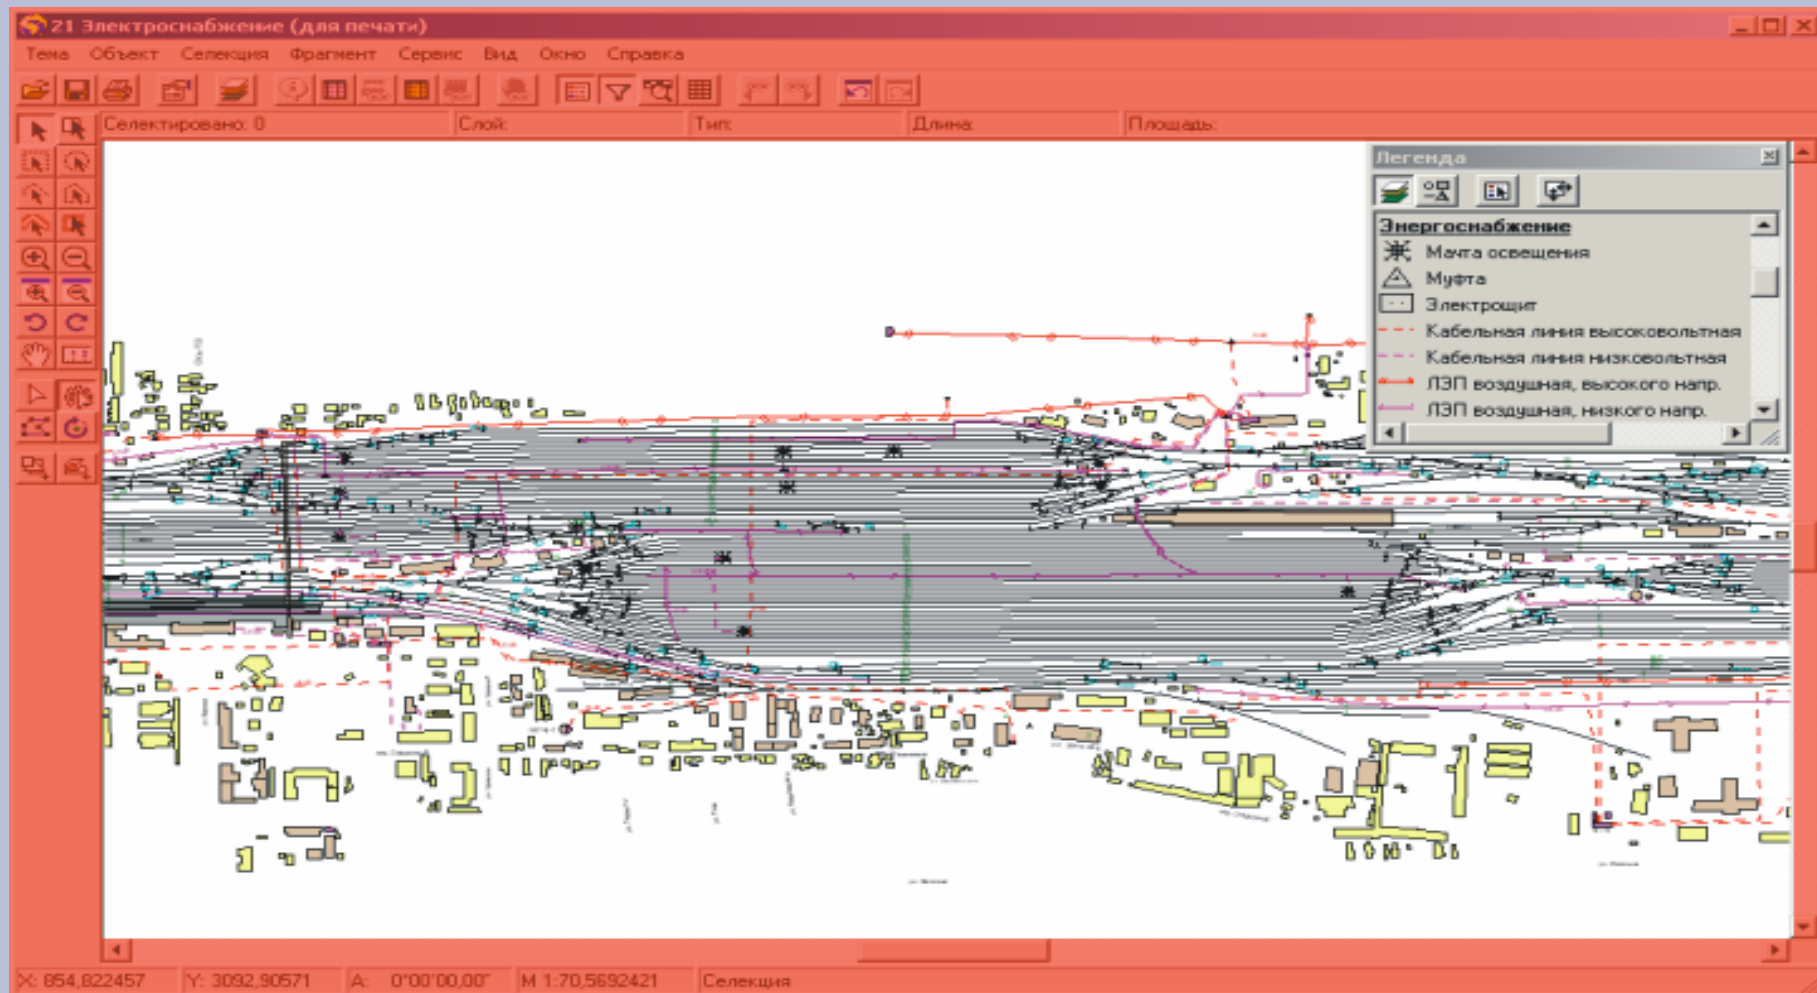 21 Электроснабжение (для печати)
Тема Объект Селекция Фрагмент Сервис Вид Окно Справка
Селектировано: 0 Слой: Тип: Длина: Площадь:
Легенда
Энергоснабжение
Мачта освещения
Муфта
Электрощит
Кабельная линия высоковольтная
Кабельная линия низковольтная
ЛЭП воздушная, высокого напр.
ЛЭП воздушная, низкого напр.
X: 854,822457 Y: 3092,90571 A: 0°00'00,00" М 1:70,5692421 Селекция